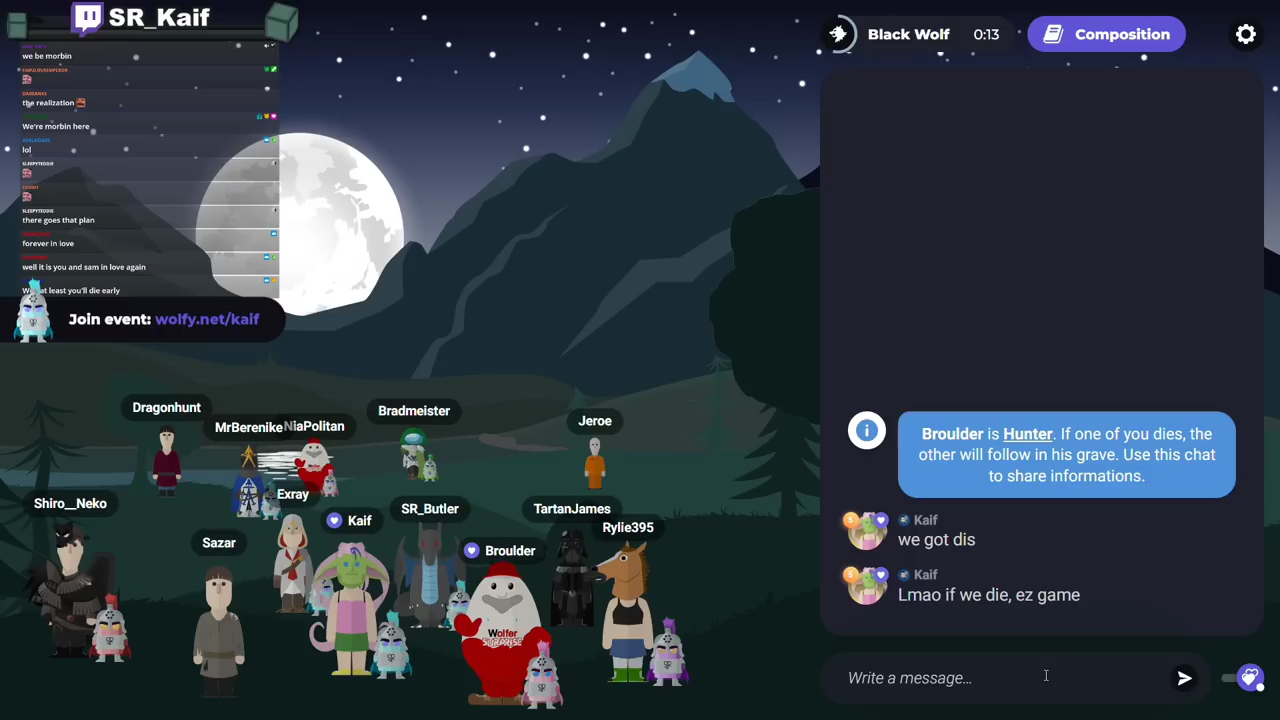 SR_Kaif
we be morbin
the realization
We're morbin here
lol
SLEEPYTEDDIE
SLEEPYTEDDIE
there goes that plan
forever in love
well it is you and sam in love again
at least you'll die early
Join event: wolfy.net/kaif
Black Wolf
0:13
Composition
Dragonhunt
MrBerenike
NiaPolitan
Bradmeister
Jeroe
Shiro__Neko
Exray
Kaif
SR_Butler
TartanJames
Rylie395
Sazar
Broulder
Wolfer
SURPRISE
Broulder is Hunter. If one of you dies, the
other will follow in his grave. Use this chat
to share informations.
Kaif
we got dis
Kaif
Lmao if we die, ez game
Write a message...